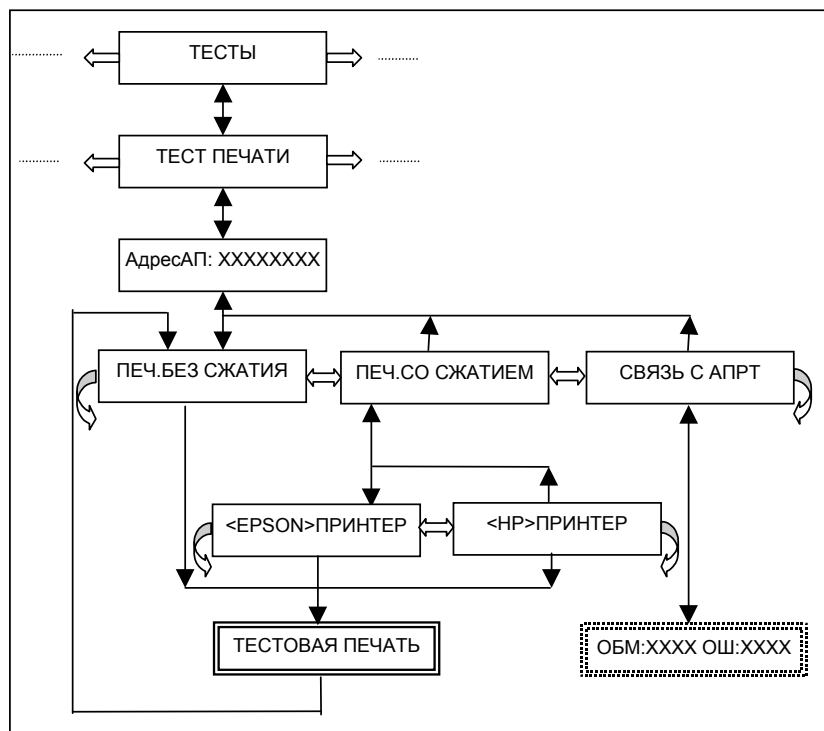 ТЕСТЫ
ТЕСТ ПЕЧАТИ
АдресАП: XXXXXXXX
ПЕЧ.БЕЗ СЖАТИЯ
ПЕЧ.СО СЖАТИЕМ
СВЯЗЬ С АПРТ
<EPSON>ПРИНТЕР
<HP>ПРИНТЕР
ТЕСТОВАЯ ПЕЧАТЬ
ОБМ:XXXX ОШ:XXXX